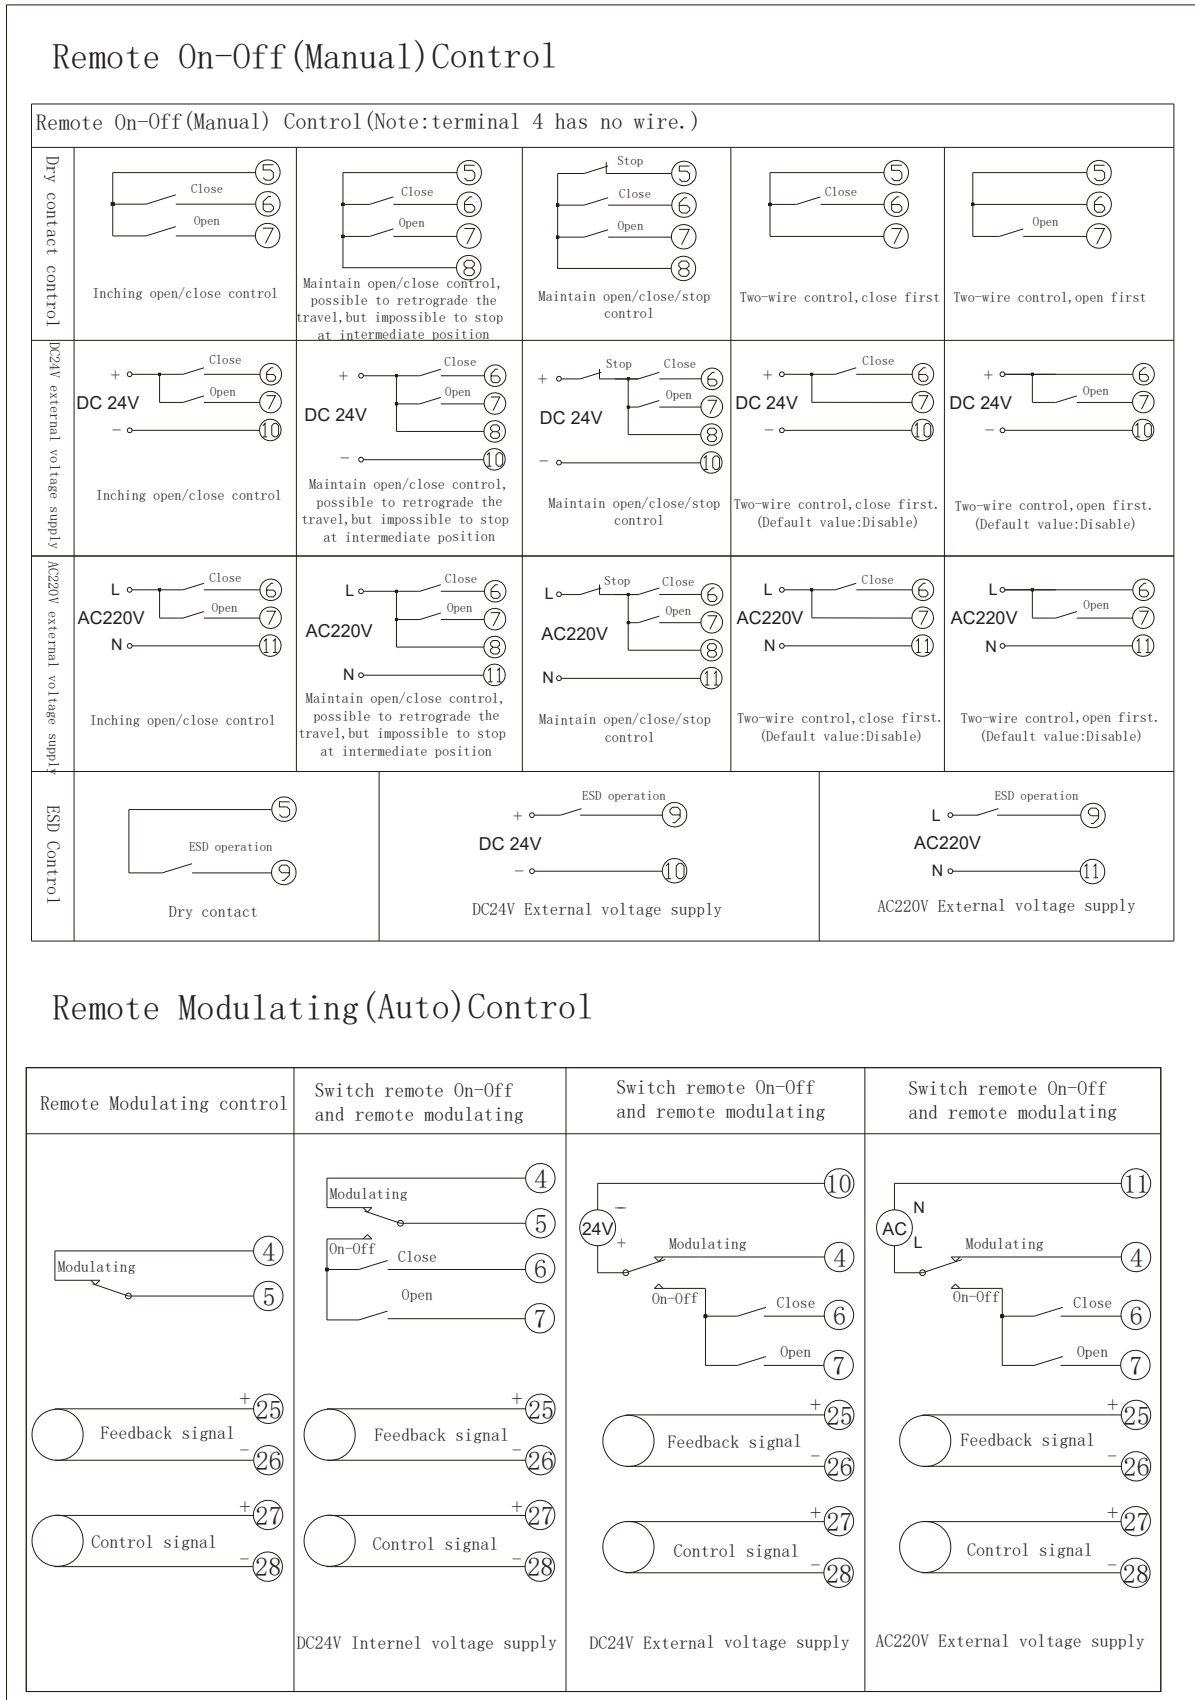 Remote On-Off(Manual)Control
Remote On-Off(Manual) Control(Note:terminal 4 has no wire.)
Dry contact control
5
Close
6
Open
7
Inching open/close control
5
Close
6
Open
7
8
Maintain open/close control,
possible to retrograde the
travel,but impossible to stop
at intermediate position
Stop
5
Close
6
Open
7
8
Maintain open/close/stop
control
5
Close
6
7
Two-wire control,close first
5
6
Open
7
Two-wire control,open first
DC24V external voltage supply
Close
+
6
Open
DC 24V
7
-
10
Inching open/close control
Close
+
6
Open
DC 24V
7
8
-
10
Maintain open/close control,
possible to retrograde the
travel,but impossible to stop
at intermediate position
Stop
Close
+
6
Open
DC 24V
7
8
-
10
Maintain open/close/stop
control
Close
+
6
DC 24V
7
-
10
Two-wire control,close first.
(Default value:Disable)
+
6
Open
DC 24V
7
-
10
Two-wire control,open first.
(Default value:Disable)
AC220V external voltage supply
Close
L
6
Open
AC220V
7
N
11
Inching open/close control
Close
L
6
Open
AC220V
7
8
N
11
Maintain open/close control,
possible to retrograde the
travel,but impossible to stop
at intermediate position
Stop
Close
L
6
Open
AC220V
7
8
N
11
Maintain open/close/stop
control
Close
L
6
AC220V
7
N
11
Two-wire control,close first.
(Default value:Disable)
L
6
Open
AC220V
7
N
11
Two-wire control,open first.
(Default value:Disable)
ESD Control
5
ESD operation
9
Dry contact
ESD operation
+
9
DC 24V
-
10
DC24V External voltage supply
ESD operation
L
9
AC220V
N
11
AC220V External voltage supply
Remote Modulating(Auto)Control
Remote Modulating control
4
Modulating
5
+
25
Feedback signal
-
26
+
27
Control signal
-
28
Switch remote On-Off
and remote modulating
4
Modulating
5
On-Off
Close
6
Open
7
+
25
Feedback signal
-
26
+
27
Control signal
-
28
DC24V Internel voltage supply
Switch remote On-Off
and remote modulating
10
-
24V
+
Modulating
4
On-Off
Close
6
Open
7
+
25
Feedback signal
-
26
+
27
Control signal
-
28
DC24V External voltage supply
Switch remote On-Off
and remote modulating
11
N
AC
L
Modulating
4
On-Off
Close
6
Open
7
+
25
Feedback signal
-
26
+
27
Control signal
-
28
AC220V External voltage supply